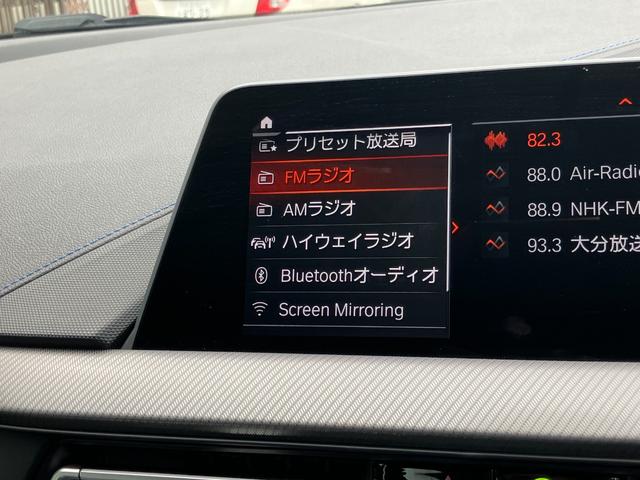 プリセット放送局
FMラジオ
AMラジオ
ハイウェイラジオ
Bluetoothオーディオ
Screen Mirroring
82.3
88.0 Air-Radio
88.9 NHK-FM
93.3 大分放送